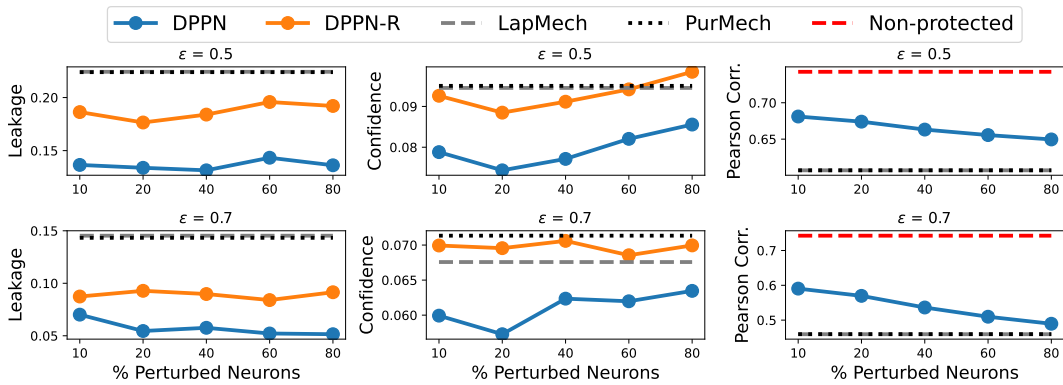 DPPN DPPN-R LapMech PurMech Non-protected
ε = 0.5 ε = 0.5 ε = 0.5
Leakage
0.20
0.15
10 20 40 60 80
Confidence
0.09
0.08
10 20 40 60 80
Pearson Corr.
0.70
0.65
10 20 40 60 80
ε = 0.7 ε = 0.7 ε = 0.7
Leakage
0.15
0.10
0.05
10 20 40 60 80
% Perturbed Neurons
Confidence
0.070
0.065
0.060
10 20 40 60 80
% Perturbed Neurons
Pearson Corr.
0.7
0.6
0.5
10 20 40 60 80
% Perturbed Neurons